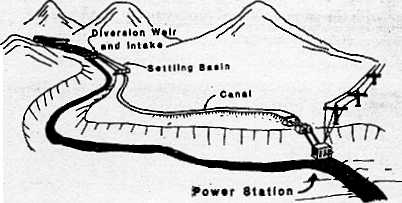 Diversion Weir
and Intake
Settling Basin
Canal
Power Station